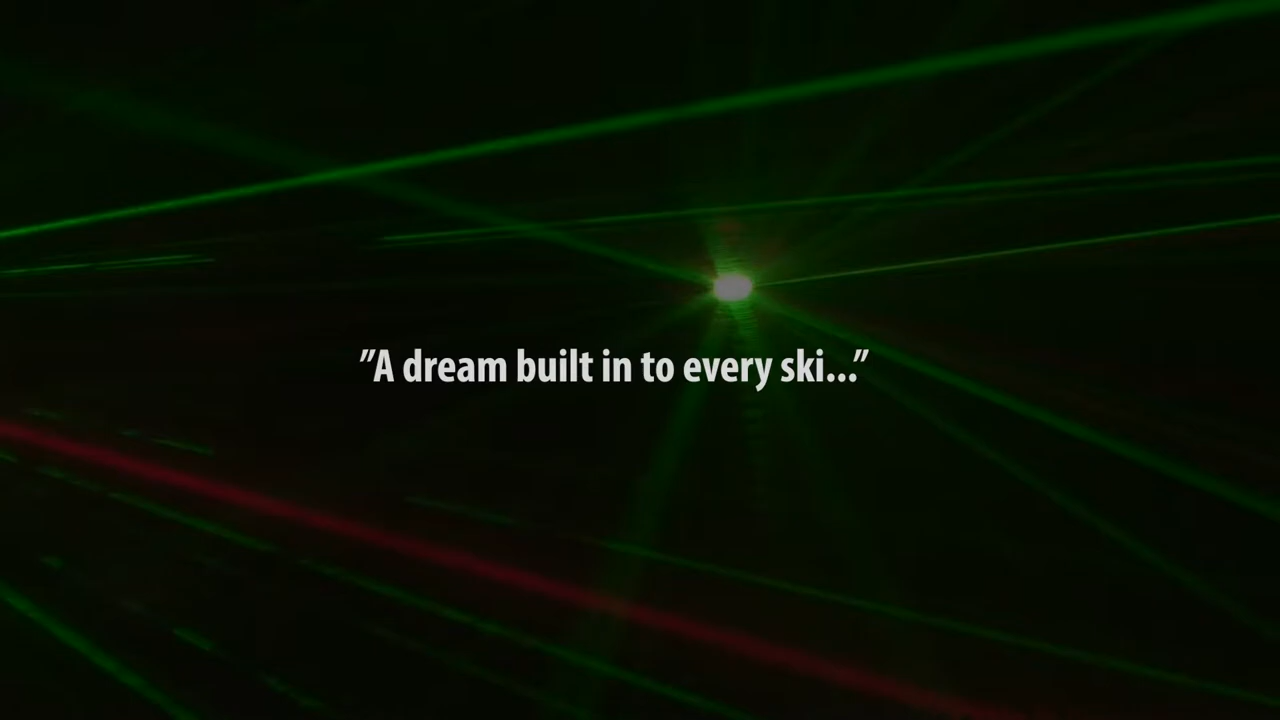 ”A dream built in to every ski...”